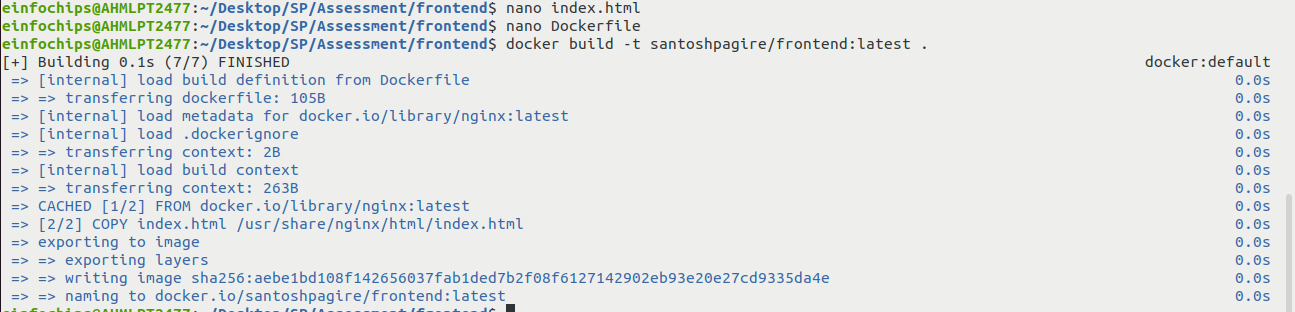 einfochips@AHMLPT2477:~/Desktop/SP/Assessment/frontend$ nano index.html
einfochips@AHMLPT2477:~/Desktop/SP/Assessment/frontend$ nano Dockerfile
einfochips@AHMLPT2477:~/Desktop/SP/Assessment/frontend$ docker build -t santoshpagire/frontend:latest .
[+] Building 0.1s (7/7) FINISHED docker:default
=> [internal] load build definition from Dockerfile 0.0s
=> => transferring dockerfile: 105B 0.0s
=> [internal] load metadata for docker.io/library/nginx:latest 0.0s
=> [internal] load .dockerignore 0.0s
=> => transferring context: 2B 0.0s
=> [internal] load build context 0.0s
=> => transferring context: 263B 0.0s
=> CACHED [1/2] FROM docker.io/library/nginx:latest 0.0s
=> [2/2] COPY index.html /usr/share/nginx/html/index.html 0.0s
=> exporting to image 0.0s
=> => exporting layers 0.0s
=> => writing image sha256:aebe1bd108f142656037fab1ded7b2f08f6127142902eb93e20e27cd9335da4e 0.0s
=> => naming to docker.io/santoshpagire/frontend:latest 0.0s
einfochips@AHMLPT2477:~/Desktop/SP/Assessment/frontend$